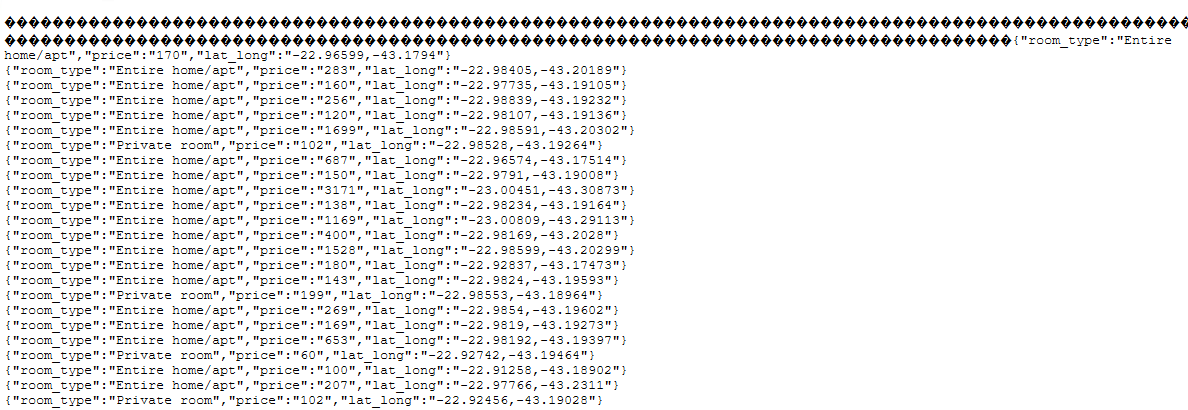 {"room_type":"Entire
home/apt","price":"170","lat_long":"-22.96599,-43.1794"}
{"room_type":"Entire home/apt","price":"283","lat_long":"-22.98405,-43.20189"}
{"room_type":"Entire home/apt","price":"160","lat_long":"-22.97735,-43.19105"}
{"room_type":"Entire home/apt","price":"256","lat_long":"-22.98839,-43.19232"}
{"room_type":"Entire home/apt","price":"120","lat_long":"-22.98107,-43.19136"}
{"room_type":"Entire home/apt","price":"1699","lat_long":"-22.98591,-43.20302"}
{"room_type":"Private room","price":"102","lat_long":"-22.98528,-43.19264"}
{"room_type":"Entire home/apt","price":"687","lat_long":"-22.96574,-43.17514"}
{"room_type":"Entire home/apt","price":"150","lat_long":"-22.9791,-43.19008"}
{"room_type":"Entire home/apt","price":"3171","lat_long":"-23.00451,-43.30873"}
{"room_type":"Entire home/apt","price":"138","lat_long":"-22.98234,-43.19164"}
{"room_type":"Entire home/apt","price":"1169","lat_long":"-23.00809,-43.29113"}
{"room_type":"Entire home/apt","price":"400","lat_long":"-22.98169,-43.2028"}
{"room_type":"Entire home/apt","price":"1528","lat_long":"-22.98599,-43.20299"}
{"room_type":"Entire home/apt","price":"180","lat_long":"-22.92837,-43.17473"}
{"room_type":"Entire home/apt","price":"143","lat_long":"-22.9824,-43.19593"}
{"room_type":"Private room","price":"199","lat_long":"-22.98553,-43.18964"}
{"room_type":"Entire home/apt","price":"269","lat_long":"-22.9854,-43.19602"}
{"room_type":"Entire home/apt","price":"169","lat_long":"-22.9819,-43.19273"}
{"room_type":"Entire home/apt","price":"653","lat_long":"-22.98192,-43.19397"}
{"room_type":"Private room","price":"60","lat_long":"-22.92742,-43.19464"}
{"room_type":"Entire home/apt","price":"100","lat_long":"-22.91258,-43.18902"}
{"room_type":"Entire home/apt","price":"207","lat_long":"-22.97766,-43.2311"}
{"room_type":"Private room","price":"102","lat_long":"-22.92456,-43.19028"}